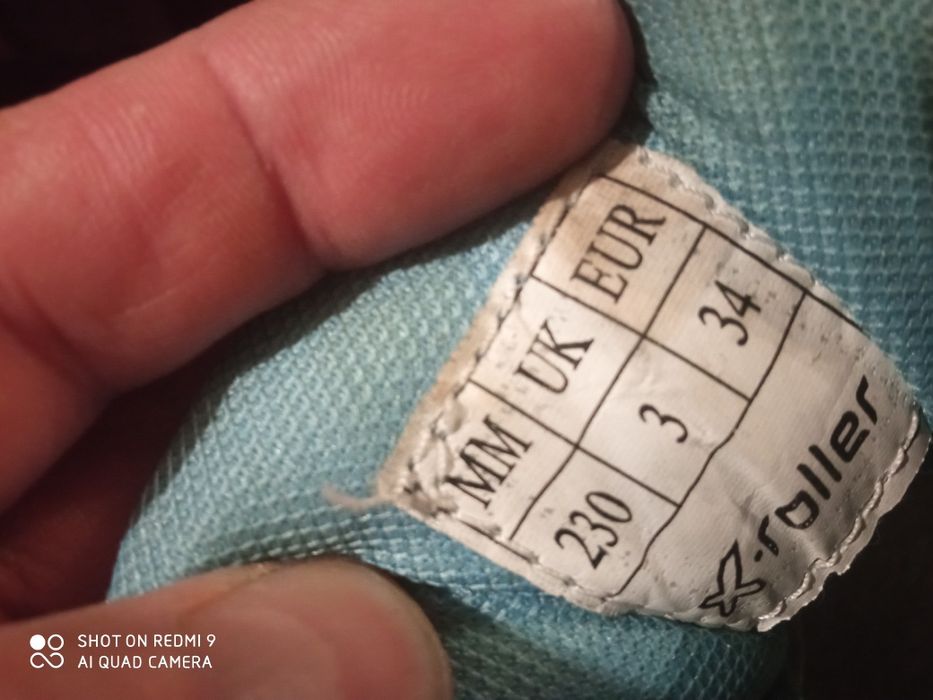 EUR 34
UK 3
MM 230
X-roller
SHOT ON REDMI 9
AI QUAD CAMERA